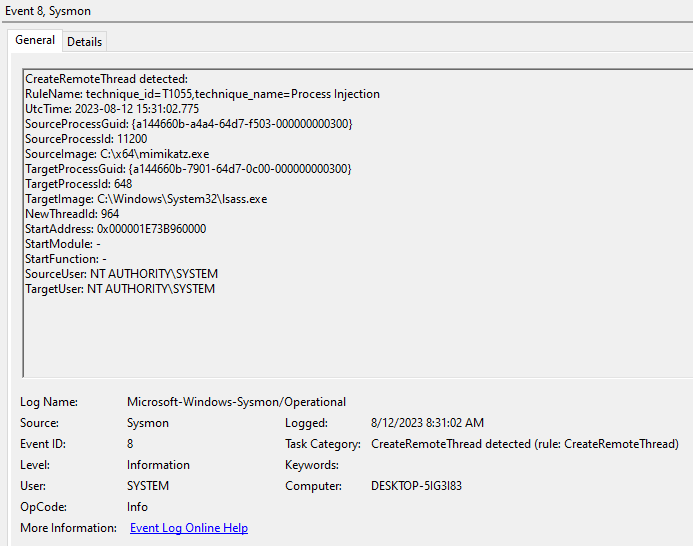 Event 8, Sysmon
General Details
CreateRemoteThread detected:
RuleName: technique_id=T1055,technique_name=Process Injection
UtcTime: 2023-08-12 15:31:02.775
SourceProcessGuid: {a144660b-a4a4-64d7-f503-000000000300}
SourceProcessId: 11200
SourceImage: C:\x64\mimikatz.exe
TargetProcessGuid: {a144660b-7901-64d7-0c00-000000000300}
TargetProcessId: 648
TargetImage: C:\Windows\System32\lsass.exe
NewThreadId: 964
StartAddress: 0x000001E73B960000
StartModule: -
StartFunction: -
SourceUser: NT AUTHORITY\SYSTEM
TargetUser: NT AUTHORITY\SYSTEM
Log Name: Microsoft-Windows-Sysmon/Operational
Source: Sysmon Logged: 8/12/2023 8:31:02 AM
Event ID: 8 Task Category: CreateRemoteThread detected (rule: CreateRemoteThread)
Level: Information Keywords:
User: SYSTEM Computer: DESKTOP-5IG3I83
OpCode: Info
More Information: Event Log Online Help